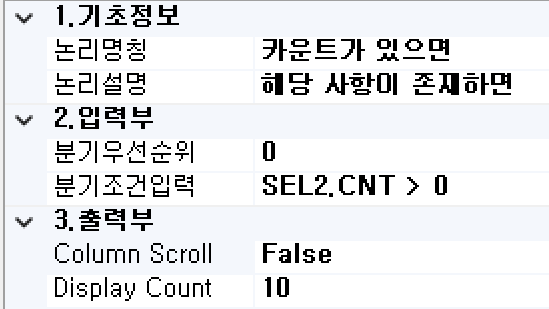 1.기초정보
논리명칭 카운트가 있으면
논리설명 해당 사항이 존재하면
2.입력부
분기우선순위 0
분기조건입력 SEL2.CNT > 0
3.출력부
Column Scroll False
Display Count 10